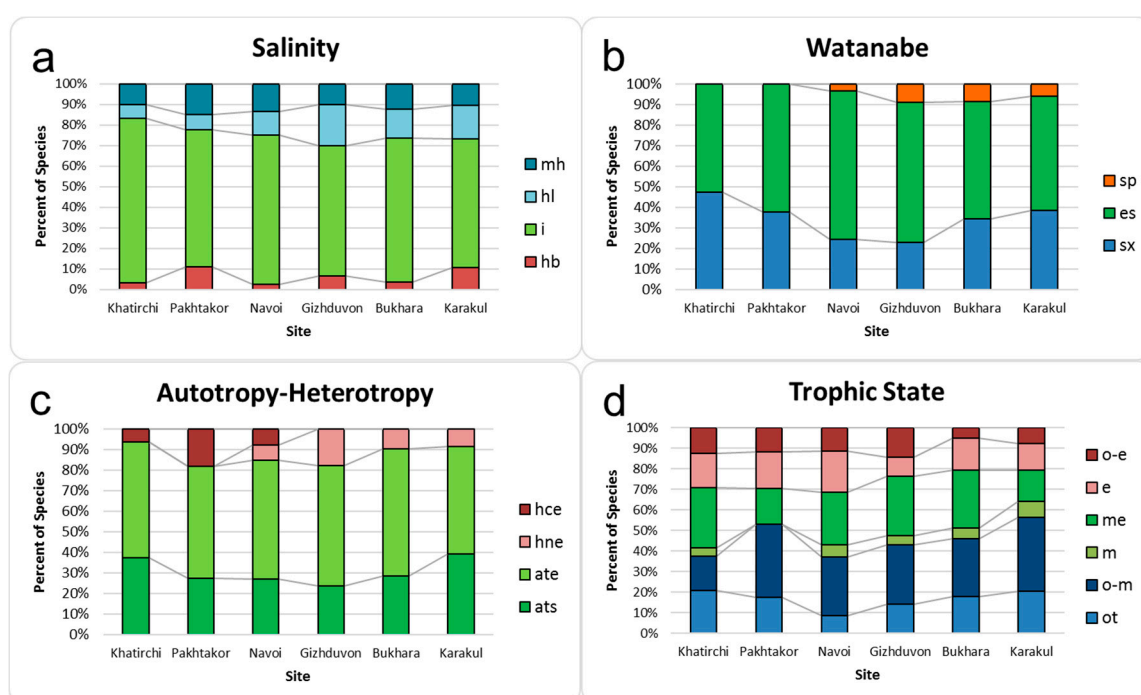 a
Salinity
Percent of Species
100%
90%
80%
70%
60%
50%
40%
30%
20%
10%
0%
Khatirchi Pakhtakor Navoi Gizhduvon Bukhara Karakul
Site
mh
hl
i
hb
b
Watanabe
Percent of Species
100%
90%
80%
70%
60%
50%
40%
30%
20%
10%
0%
Khatirchi Pakhtakor Navoi Gizhduvon Bukhara Karakul
Site
sp
es
sx
c
Autotropy-Heterotropy
Percent of Species
100%
90%
80%
70%
60%
50%
40%
30%
20%
10%
0%
Khatirchi Pakhtakor Navoi Gizhduvon Bukhara Karakul
Site
hce
hne
ate
ats
d
Trophic State
Percent of Species
100%
90%
80%
70%
60%
50%
40%
30%
20%
10%
0%
Khatirchi Pakhtakor Navoi Gizhduvon Bukhara Karakul
Site
o-e
e
me
m
o-m
ot